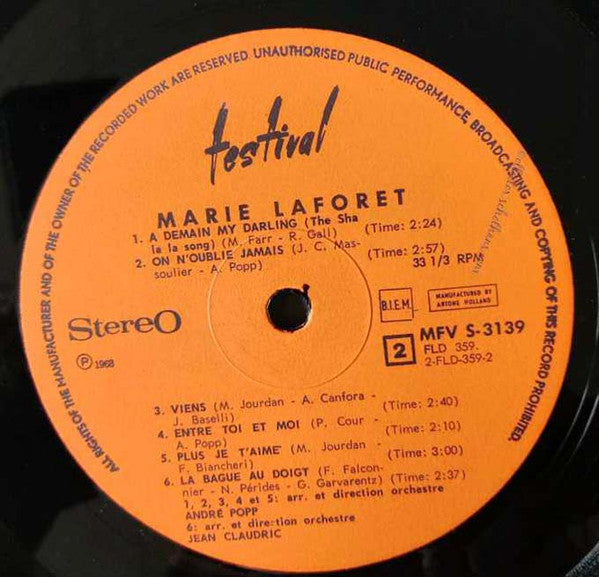 ALL RIGHTS OF THE MANUFACTURER AND OF THE OWNER OF THE RECORDED WORK ARE RESERVED UNAUTHORISED PUBLIC PERFORMANCE, BROADCASTING AND COPYING OF THIS RECORD PROHIBITED.
festival
MARIE LAFORET
1. A DEMAIN MY DARLING (The Sha
la la song) (M. Farr - R. Gall) (Time: 2:24)
2. ON N'OUBLIE JAMAIS (J. C. Mas- (Time: 2:57)
soulier - A. Popp) 33 1/3 RPM
B.I.E.M.
MANUFACTURED BY
ARTONE HOLLAND
StereO
℗ 1968
2
MFV S-3139
FLD 359.
2-FLD-359-2
3. VIENS (M. Jourdan - A. Canfora -
J. Baselli) (Time: 2:40)
4. ENTRE TOI ET MOI (P. Cour -
A. Popp) (Time: 2:10)
5. PLUS JE T'AIME (M. Jourdan -
F. Biancheri) (Time: 3:00)
6. LA BAGUE AU DOIGT (F. Falcon-
nier - N. Pérides - G. Garvarentz) (Time: 2:37)
1, 2, 3, 4 et 5: arr. et direction orchestre
ANDRÉ POPP
6: arr. et direction orchestre
JEAN CLAUDRIC